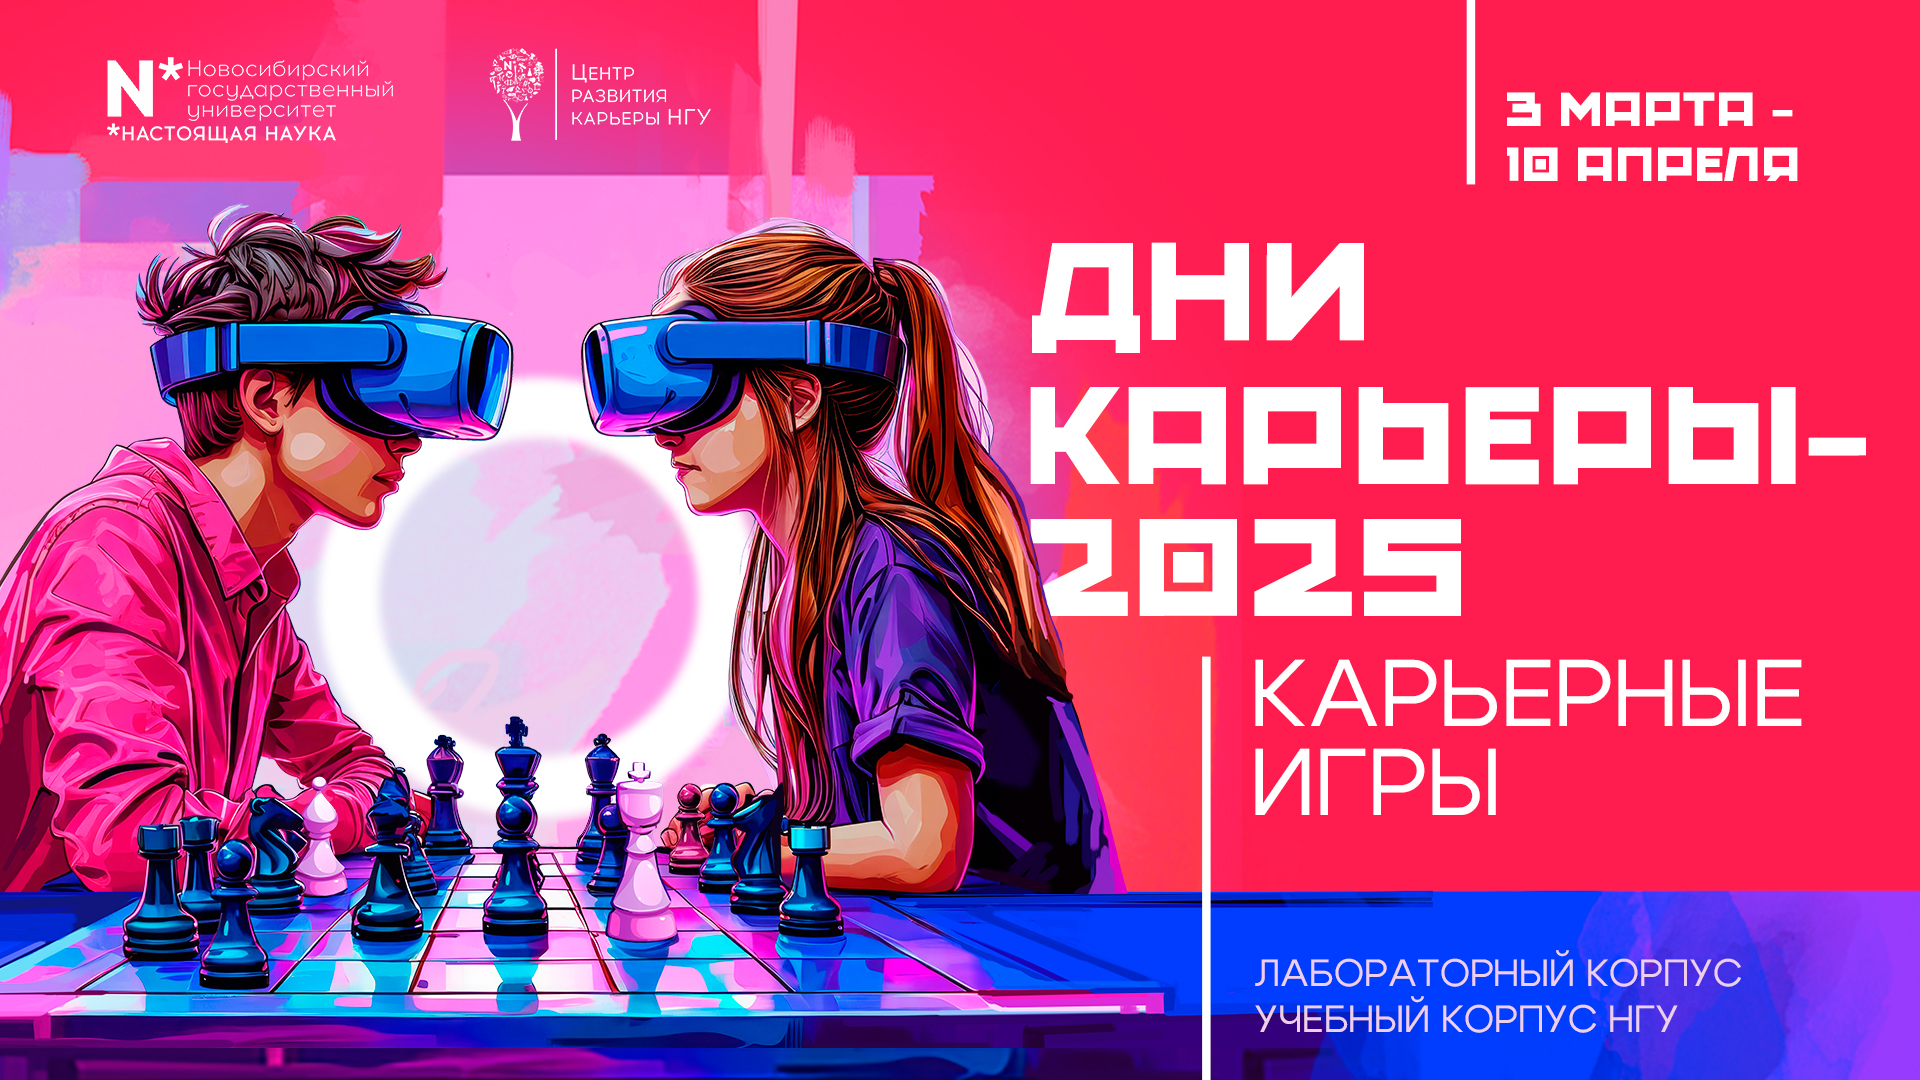 N* Новосибирский
государственный
университет
*НАСТОЯЩАЯ НАУКА
Центр
развития
карьеры НГУ
3 МАРТА -
10 АПРЕЛЯ
ДНИ
КАРЬЕРЫ-
2025
КАРЬЕРНЫЕ
ИГРЫ
ЛАБОРАТОРНЫЙ КОРПУС
УЧЕБНЫЙ КОРПУС НГУ